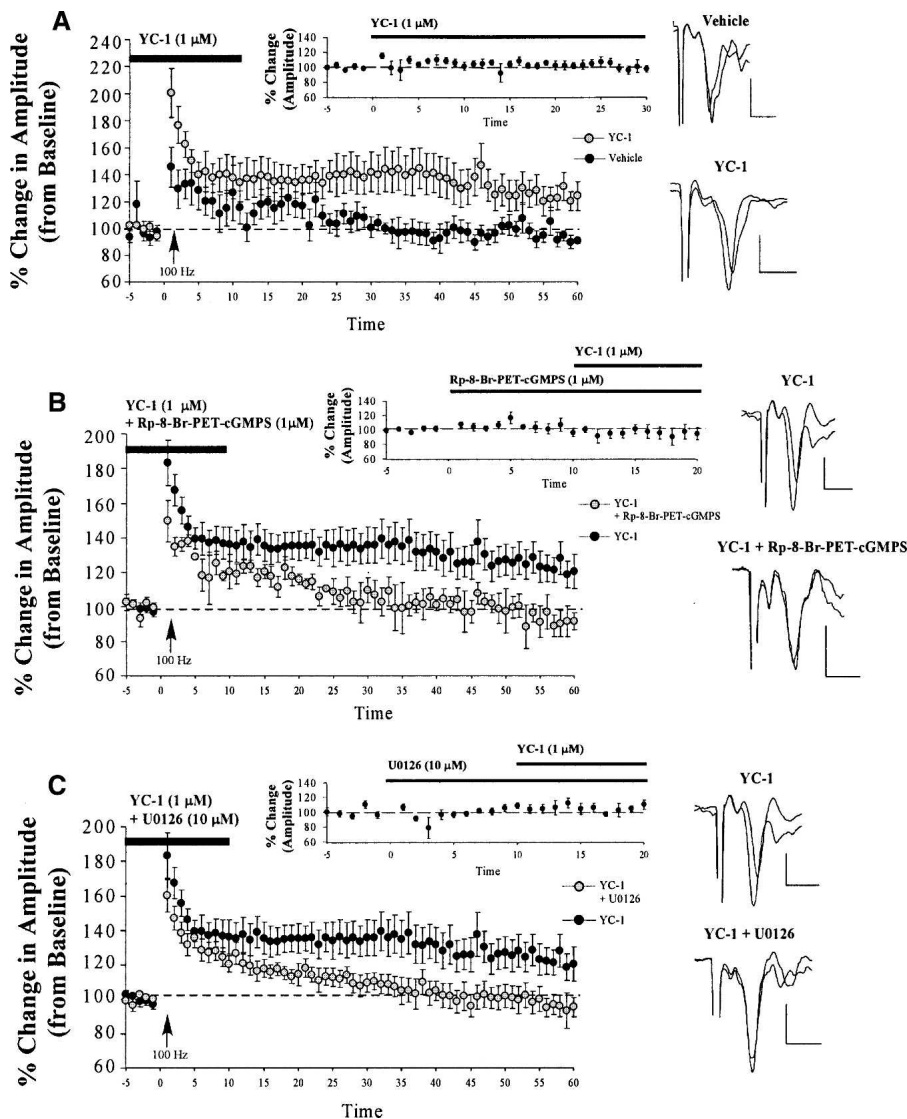 A
YC-1 (1 µM)
% Change in Amplitude
(from Baseline)
240
220
200
180
160
140
120
100
80
60
-5 0 5 10 15 20 25 30 35 40 45 50 55 60
Time
100 Hz
YC-1 (1 µM)
% Change
(Amplitude)
140
120
100
80
60
-5 0 5 10 15 20 25 30
Time
YC-1
Vehicle
Vehicle
YC-1
B
YC-1 (1 µM)
+ Rp-8-Br-PET-cGMPS (1µM)
% Change in Amplitude
(from Baseline)
200
180
160
140
120
100
80
60
-5 0 5 10 15 20 25 30 35 40 45 50 55 60
Time
100 Hz
YC-1 (1 µM)
Rp-8-Br-PET-cGMPS (1 µM)
% Change
(Amplitude)
140
120
100
80
60
-5 0 5 10 15 20
Time
YC-1
+ Rp-8-Br-PET-cGMPS
YC-1
YC-1
YC-1 + Rp-8-Br-PET-cGMPS
C
YC-1 (1 µM)
+ U0126 (10 µM)
% Change in Amplitude
(from Baseline)
200
180
160
140
120
100
80
60
-5 0 5 10 15 20 25 30 35 40 45 50 55 60
Time
100 Hz
YC-1 (1 µM)
U0126 (10 µM)
% Change
(Amplitude)
140
120
100
80
60
-5 0 5 10 15 20
Time
YC-1
+ U0126
YC-1
YC-1
YC-1 + U0126